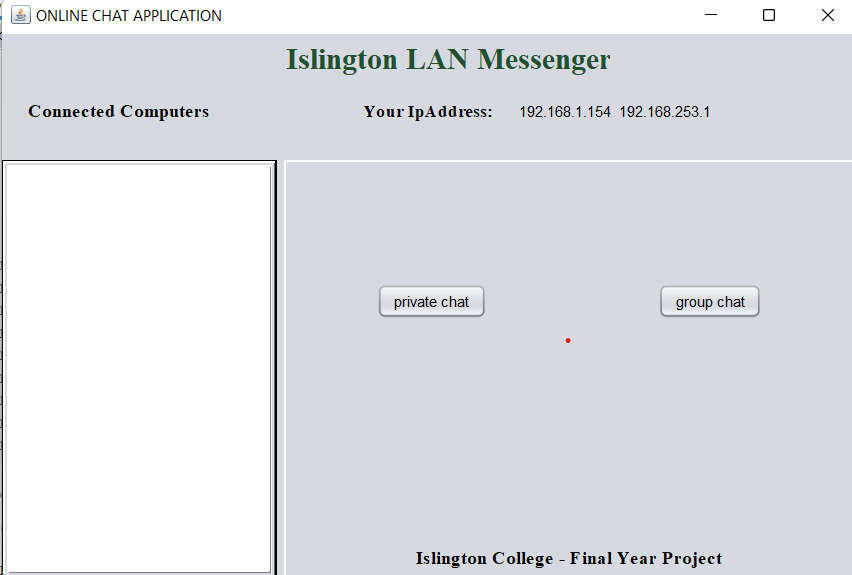 ONLINE CHAT APPLICATION
Islington LAN Messenger
Connected Computers
Your IpAddress: 192.168.1.154 192.168.253.1
private chat
group chat
Islington College - Final Year Project